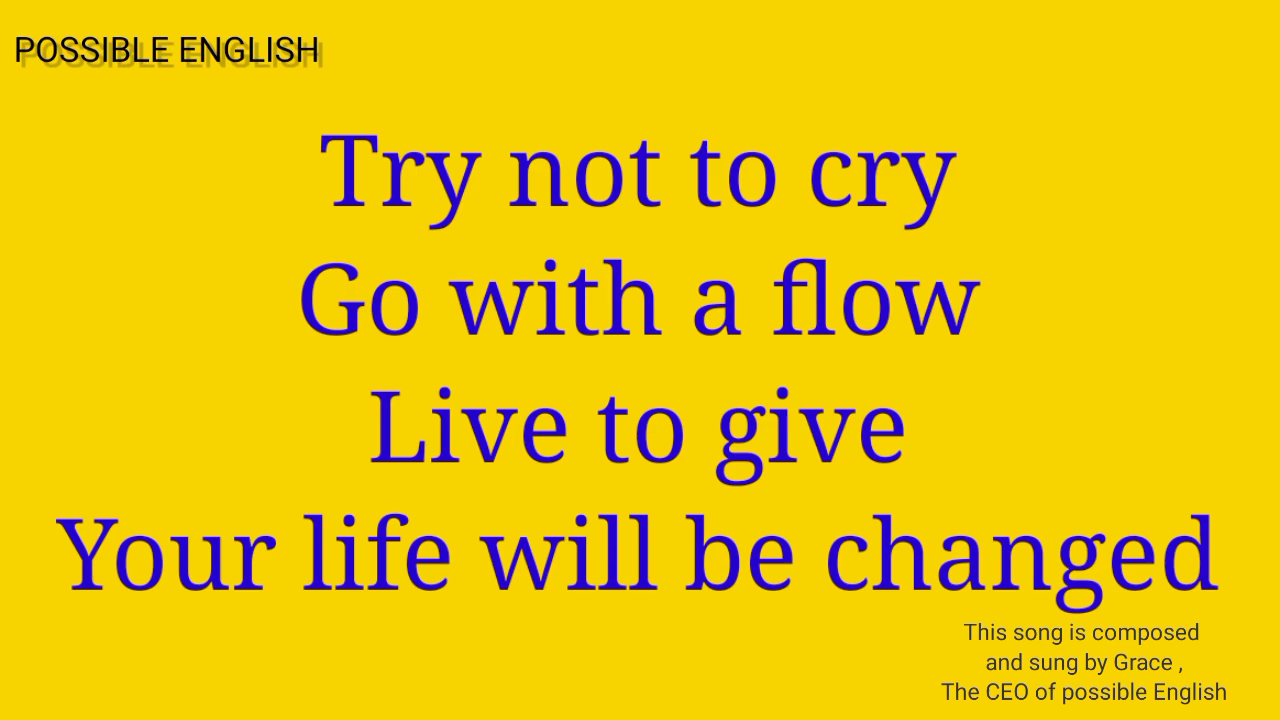 POSSIBLE ENGLISH
Try not to cry
Go with a flow
Live to give
Your life will be changed
This song is composed
and sung by Grace ,
The CEO of possible English